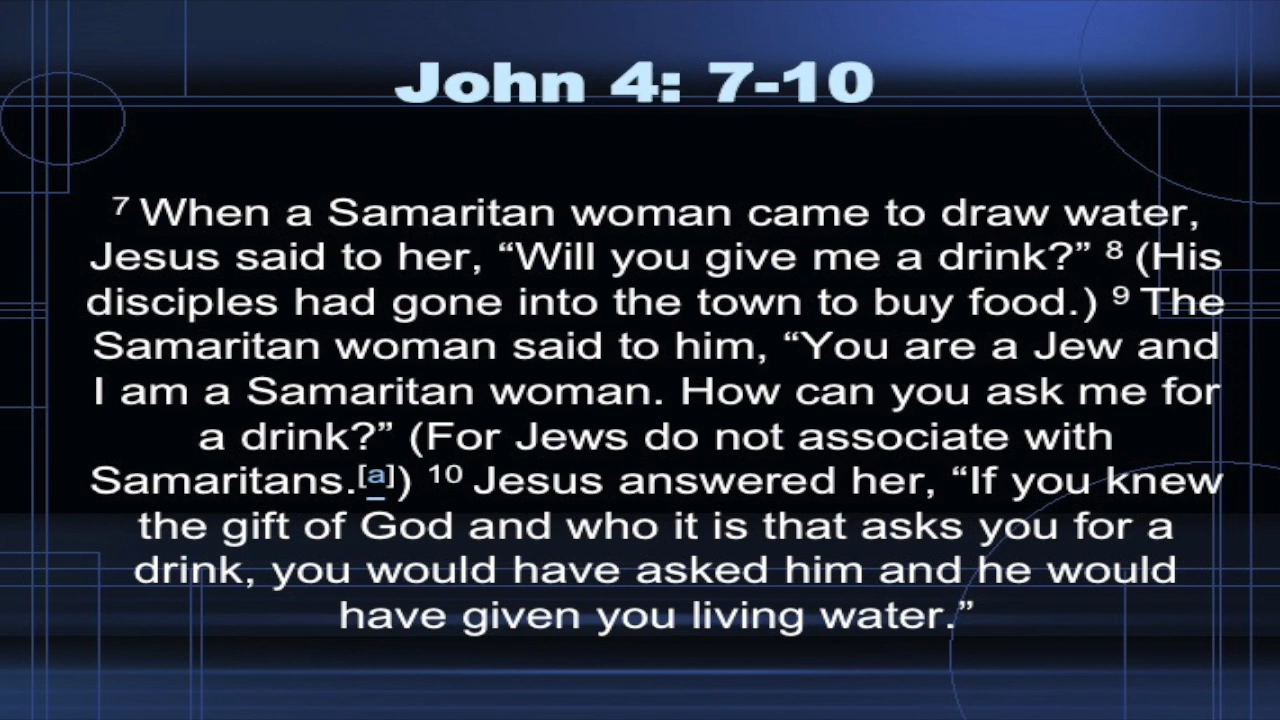 John 4: 7-10
7 When a Samaritan woman came to draw water,
Jesus said to her, “Will you give me a drink?” 8 (His
disciples had gone into the town to buy food.) 9 The
Samaritan woman said to him, “You are a Jew and
I am a Samaritan woman. How can you ask me for
a drink?” (For Jews do not associate with
Samaritans.[a]) 10 Jesus answered her, “If you knew
the gift of God and who it is that asks you for a
drink, you would have asked him and he would
have given you living water.”